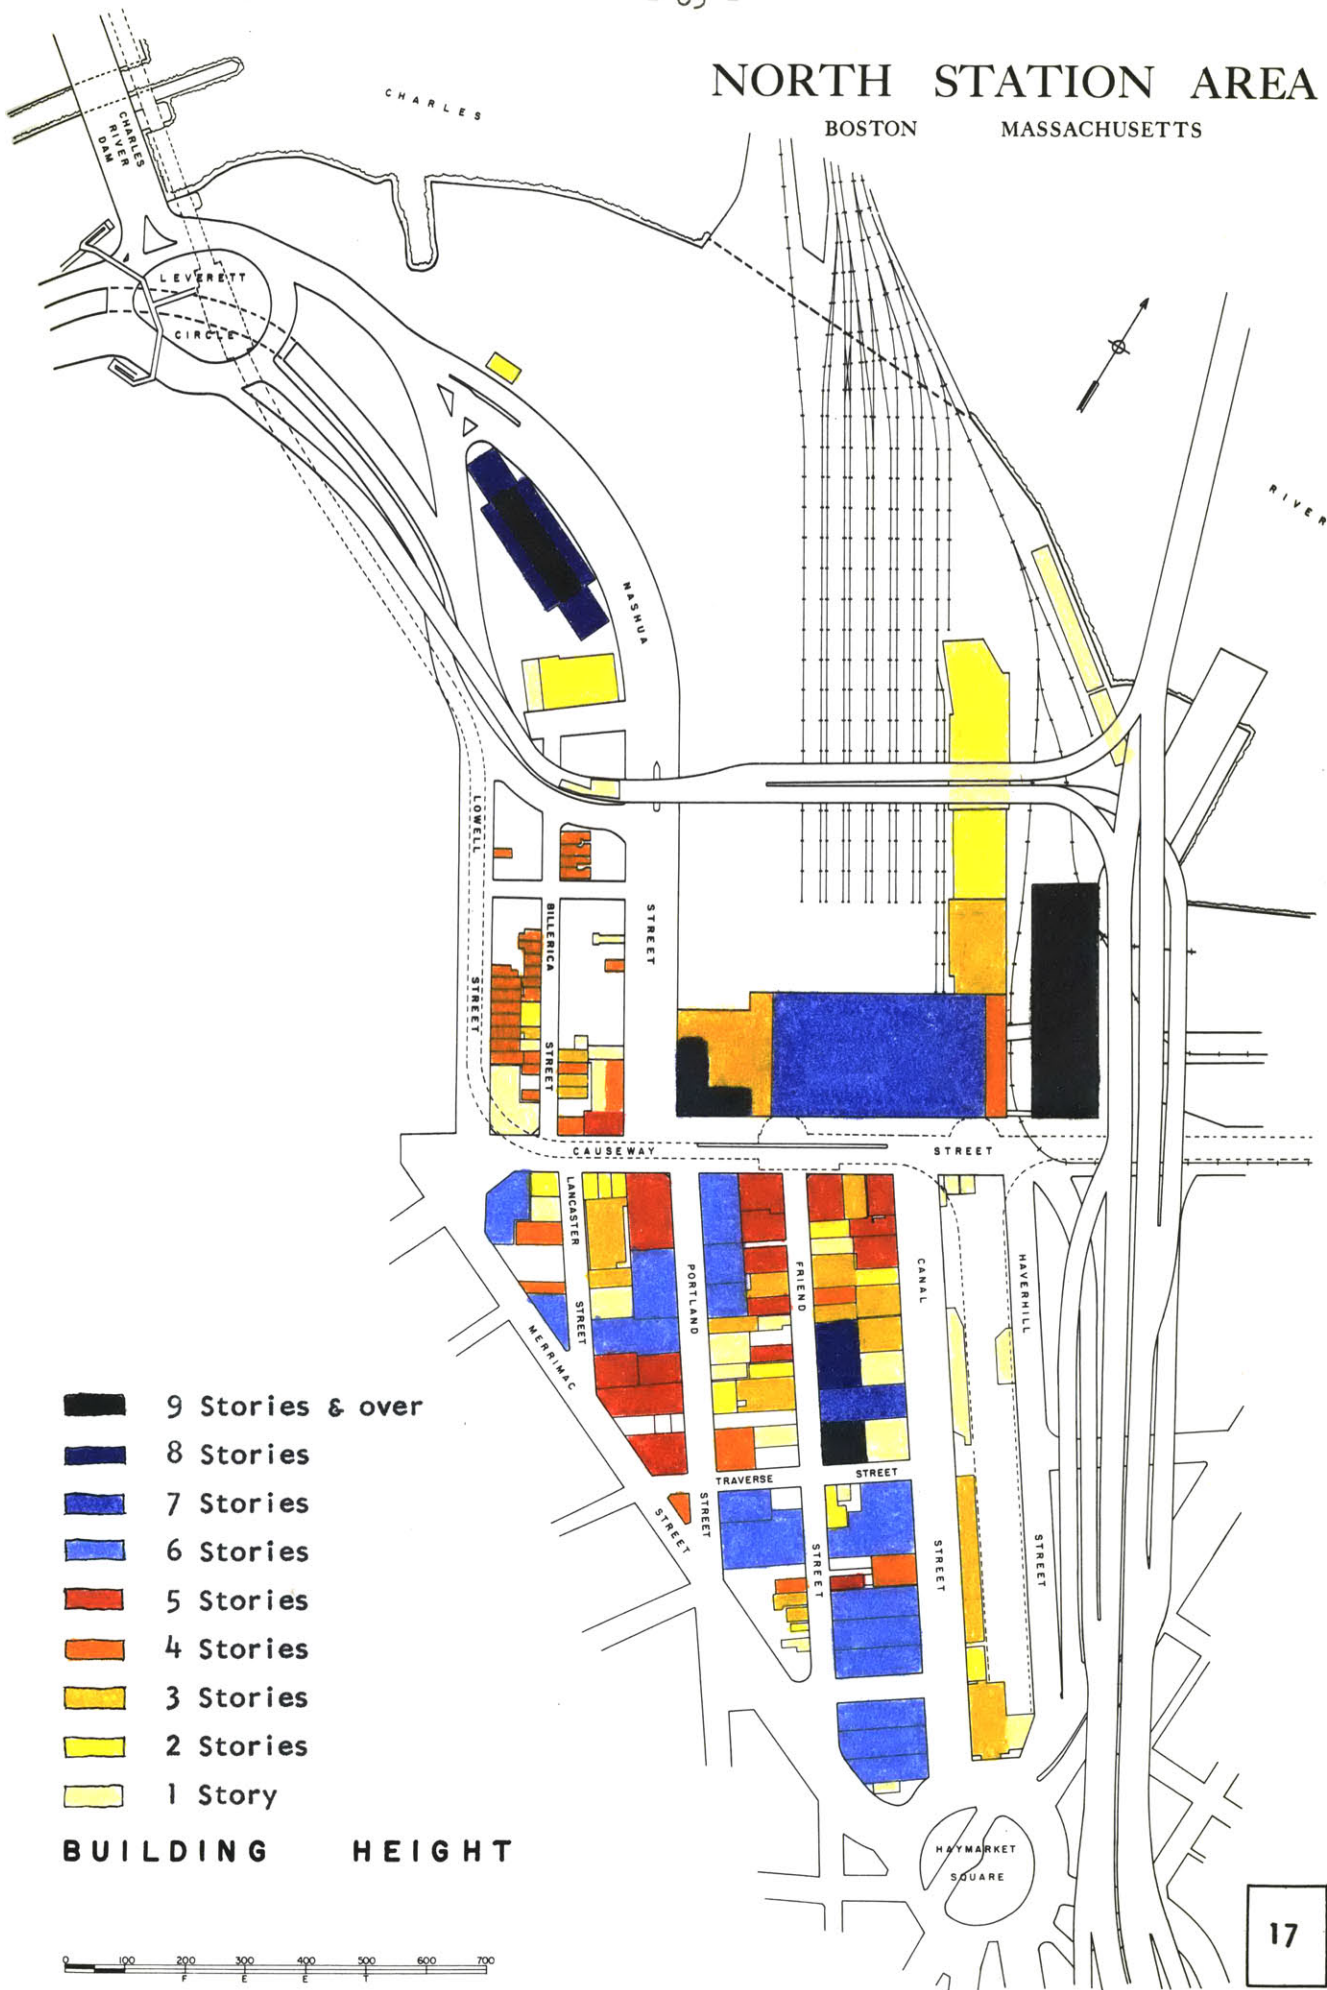 - 63 -
NORTH STATION AREA
BOSTON MASSACHUSETTS
CHARLES
CHARLES
RIVER
DAM
LEVERETT
CIRCLE
RIVER
NASHUA
STREET
LOWELL
STREET
BILLERICA
STREET
CAUSEWAY STREET
LANCASTER
STREET
MERRIMAC
STREET
PORTLAND
STREET
FRIEND
STREET
CANAL
STREET
HAVERHILL
STREET
TRAVERSE STREET
HAYMARKET
SQUARE
9 Stories & over
8 Stories
7 Stories
6 Stories
5 Stories
4 Stories
3 Stories
2 Stories
1 Story
BUILDING HEIGHT
0 100 200 300 400 500 600 700
FEET
17